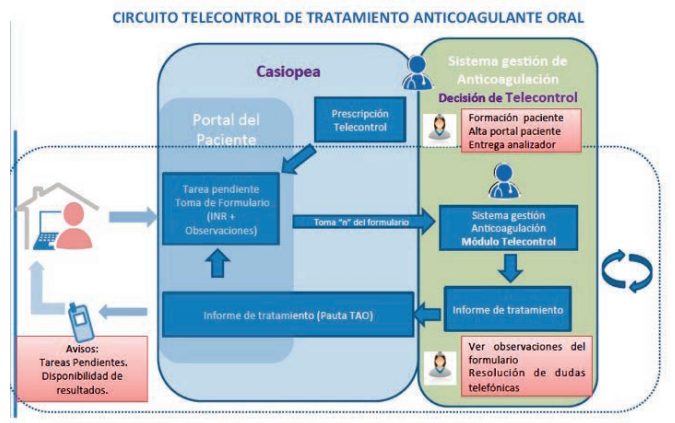 CIRCUITO TELECONTROL DE TRATAMIENTO ANTICOAGULANTE ORAL
Casiopea
Sistema gestión de
Anticoagulación
Decisión de Telecontrol
Portal del
Paciente
Prescripción
Telecontrol
Formación paciente
Alta portal paciente
Entrega analizador
Tarea pendiente
Toma de Formulario
(INR +
Observaciones)
Toma "n" del formulario
Sistema gestión
Anticoagulación
Módulo Telecontrol
Informe de tratamiento (Pauta TAO)
Informe de tratamiento
Avisos:
Tareas Pendientes.
Disponibilidad de
resultados.
Ver observaciones del
formulario
Resolución de dudas
telefónicas